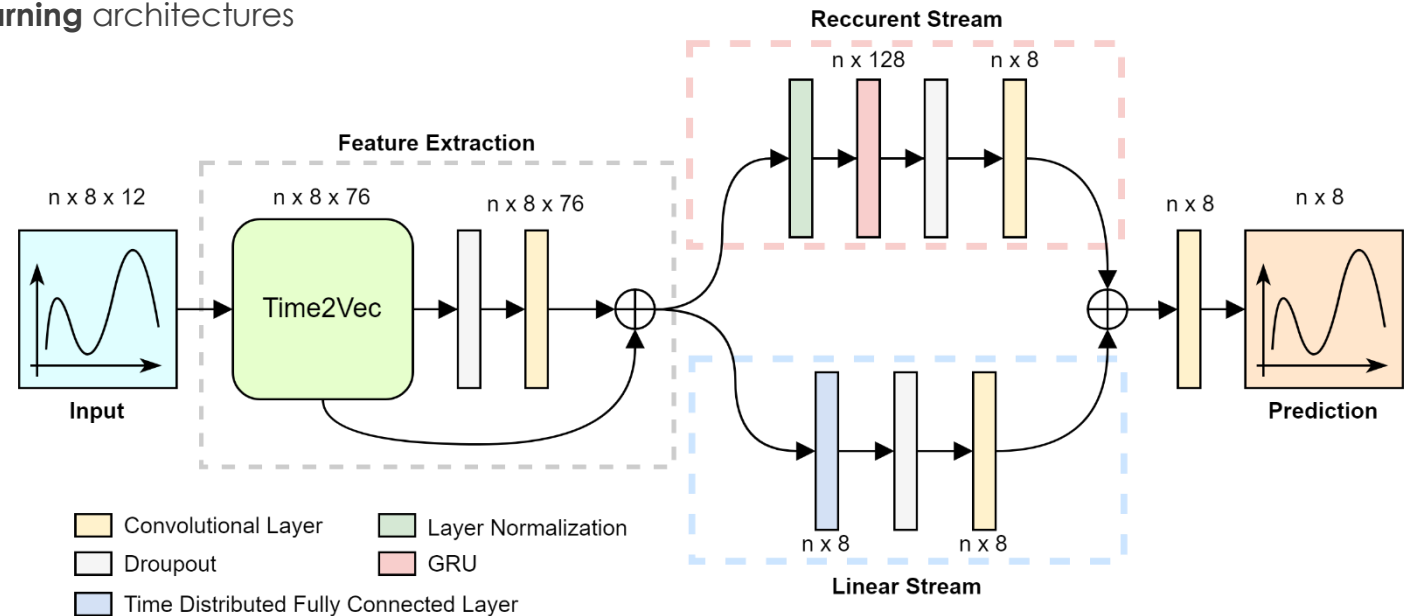 arning architectures
Reccurent Stream
n x 128
n x 8
Feature Extraction
n x 8 x 12
n x 8 x 76
n x 8 x 76
n x 8
n x 8
Time2Vec
Input
Prediction
n x 8
n x 8
Linear Stream
Convolutional Layer
Layer Normalization
Droupout
GRU
Time Distributed Fully Connected Layer